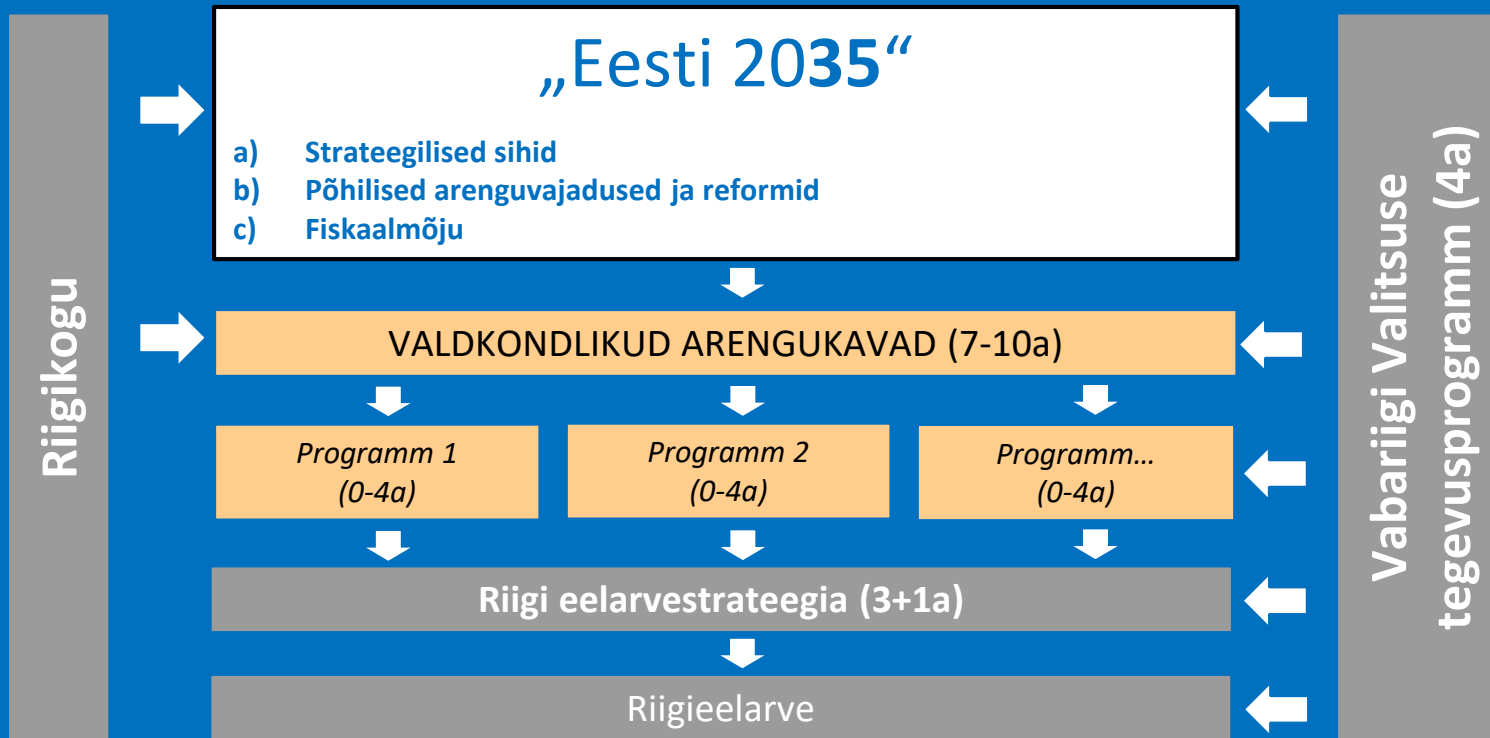 Riigikogu
„Eesti 2035“
a) Strateegilised sihid
b) Põhilised arenguvajadused ja reformid
c) Fiskaalmõju
VALDKONDLIKUD ARENGUKAVAD (7-10a)
Programm 1
(0-4a)
Programm 2
(0-4a)
Programm...
(0-4a)
Riigi eelarvestrateegia (3+1a)
Riigieelarve
Vabariigi Valitsuse
tegevusprogramm (4a)